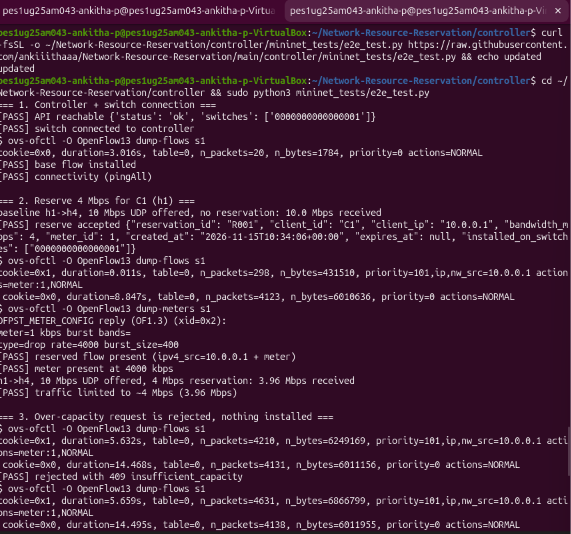 pes1ug25am043-ankitha-p@pes1ug25am043-ankitha-p-Virtua... × pes1ug25am043-ankitha-p@pes1ug25am043-ankitha-p-Vi...
pes1ug25am043-ankitha-p@pes1ug25am043-ankitha-p-VirtualBox:~/Network-Resource-Reservation/controller$ curl
-fsSL -o ~/Network-Resource-Reservation/controller/mininet_tests/e2e_test.py https://raw.githubusercontent.
com/ankiiithaaa/Network-Resource-Reservation/main/controller/mininet_tests/e2e_test.py && echo updated
updated
pes1ug25am043-ankitha-p@pes1ug25am043-ankitha-p-VirtualBox:~/Network-Resource-Reservation/controller$ cd ~/
Network-Resource-Reservation/controller && sudo python3 mininet_tests/e2e_test.py
=== 1. Controller + switch connection ===
[PASS] API reachable {'status': 'ok', 'switches': ['0000000000000001']}
[PASS] switch connected to controller
$ ovs-ofctl -O OpenFlow13 dump-flows s1
cookie=0x0, duration=3.016s, table=0, n_packets=20, n_bytes=1784, priority=0 actions=NORMAL
[PASS] base flow installed
[PASS] connectivity (pingAll)

=== 2. Reserve 4 Mbps for C1 (h1) ===
baseline h1->h4, 10 Mbps UDP offered, no reservation: 10.0 Mbps received
[PASS] reserve accepted {"reservation_id": "R001", "client_id": "C1", "client_ip": "10.0.0.1", "bandwidth_m
bps": 4, "meter_id": 1, "created_at": "2026-11-15T10:34:06+00:00", "expires_at": null, "installed_on_switch
es": ["0000000000000001"]}
$ ovs-ofctl -O OpenFlow13 dump-flows s1
cookie=0x1, duration=0.011s, table=0, n_packets=298, n_bytes=431510, priority=101,ip,nw_src=10.0.0.1 action
s=meter:1,NORMAL
cookie=0x0, duration=8.847s, table=0, n_packets=4123, n_bytes=6010636, priority=0 actions=NORMAL
$ ovs-ofctl -O OpenFlow13 dump-meters s1
OFPST_METER_CONFIG reply (OF1.3) (xid=0x2):
meter=1 kbps burst bands=
type=drop rate=4000 burst_size=400
[PASS] reserved flow present (ipv4_src=10.0.0.1 + meter)
[PASS] meter present at 4000 kbps
h1->h4, 10 Mbps UDP offered, 4 Mbps reservation: 3.96 Mbps received
[PASS] traffic limited to ~4 Mbps (3.96 Mbps)

=== 3. Over-capacity request is rejected, nothing installed ===
$ ovs-ofctl -O OpenFlow13 dump-flows s1
cookie=0x1, duration=5.632s, table=0, n_packets=4210, n_bytes=6249169, priority=101,ip,nw_src=10.0.0.1 acti
ons=meter:1,NORMAL
cookie=0x0, duration=14.468s, table=0, n_packets=4131, n_bytes=6011156, priority=0 actions=NORMAL
[PASS] rejected with 409 insufficient_capacity
$ ovs-ofctl -O OpenFlow13 dump-flows s1
cookie=0x1, duration=5.659s, table=0, n_packets=4631, n_bytes=6866799, priority=101,ip,nw_src=10.0.0.1 acti
ons=meter:1,NORMAL
cookie=0x0, duration=14.495s, table=0, n_packets=4138, n_bytes=6011955, priority=0 actions=NORMAL